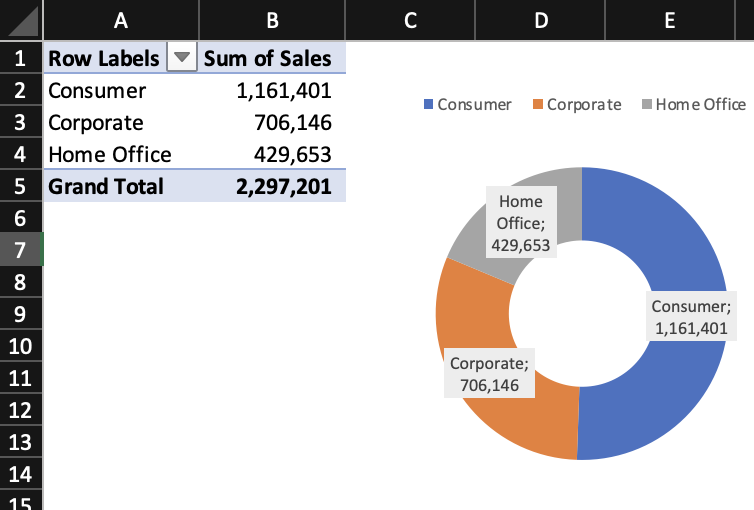 A B C D E
1 Row Labels Sum of Sales
2 Consumer 1,161,401
3 Corporate 706,146
4 Home Office 429,653
5 Grand Total 2,297,201
6
7
8
9
10
11
12
13
14
15
Consumer Corporate Home Office
Home
Office;
429,653
Consumer;
1,161,401
Corporate;
706,146